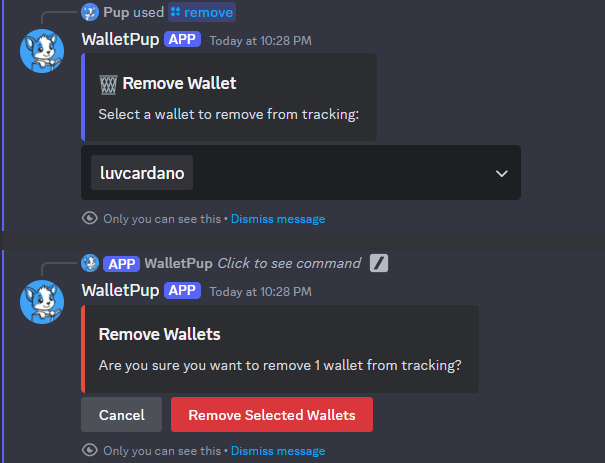 Pup used remove
WalletPup APP Today at 10:28 PM
Remove Wallet
Select a wallet to remove from tracking:
luvcardano
Only you can see this • Dismiss message
APP WalletPup Click to see command
WalletPup APP Today at 10:28 PM
Remove Wallets
Are you sure you want to remove 1 wallet from tracking?
Cancel Remove Selected Wallets
Only you can see this • Dismiss message